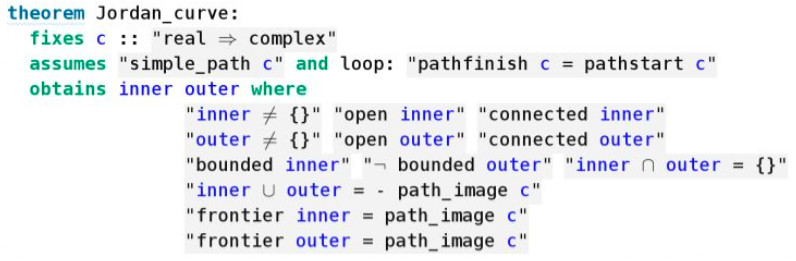 theorem Jordan_curve:
fixes c :: "real ⇒ complex"
assumes "simple_path c" and loop: "pathfinish c = pathstart c"
obtains inner outer where
"inner ≠ {}" "open inner" "connected inner"
"outer ≠ {}" "open outer" "connected outer"
"bounded inner" "¬ bounded outer" "inner ∩ outer = {}"
"inner ∪ outer = - path_image c"
"frontier inner = path_image c"
"frontier outer = path_image c"